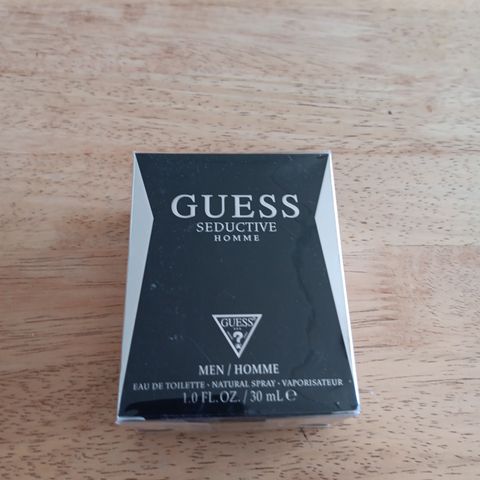 GUESS
SEDUCTIVE
HOMME
GUESS
?
MEN / HOMME
EAU DE TOILETTE · NATURAL SPRAY · VAPORISATEUR
1.0 FL.OZ. / 30 mL ℮